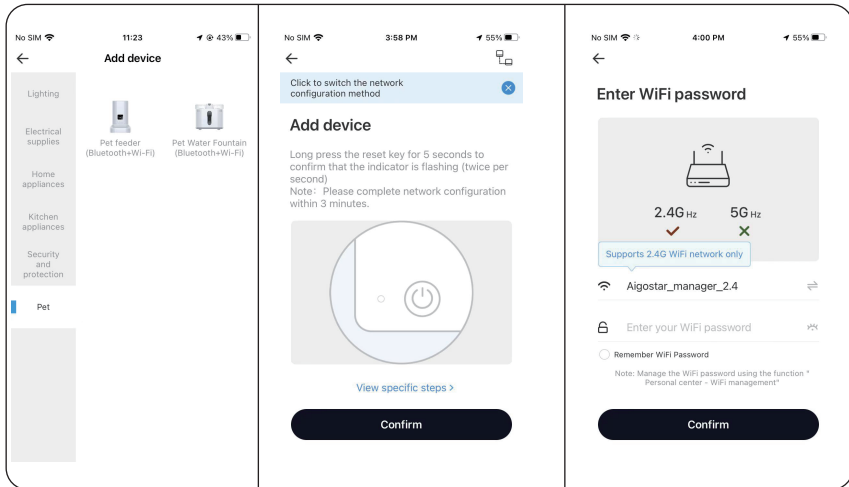 No SIM 11:23 43%
Add device
Lighting
Electrical
supplies
Home
appliances
Kitchen
appliances
Security
and
protection
Pet
Pet feeder
(Bluetooth+Wi-Fi)
Pet Water Fountain
(Bluetooth+Wi-Fi)
No SIM 3:58 PM 55%
Click to switch the network
configuration method
Add device
Long press the reset key for 5 seconds to
confirm that the indicator is flashing (twice per
second)
Note: Please complete network configuration
within 3 minutes.
View specific steps >
Confirm
No SIM 4:00 PM 55%
Enter WiFi password
2.4G Hz 5G Hz
Supports 2.4G WiFi network only
Aigostar_manager_2.4
Enter your WiFi password
Remember WiFi Password
Note: Manage the WiFi password using the function "
Personal center - WiFi management"
Confirm